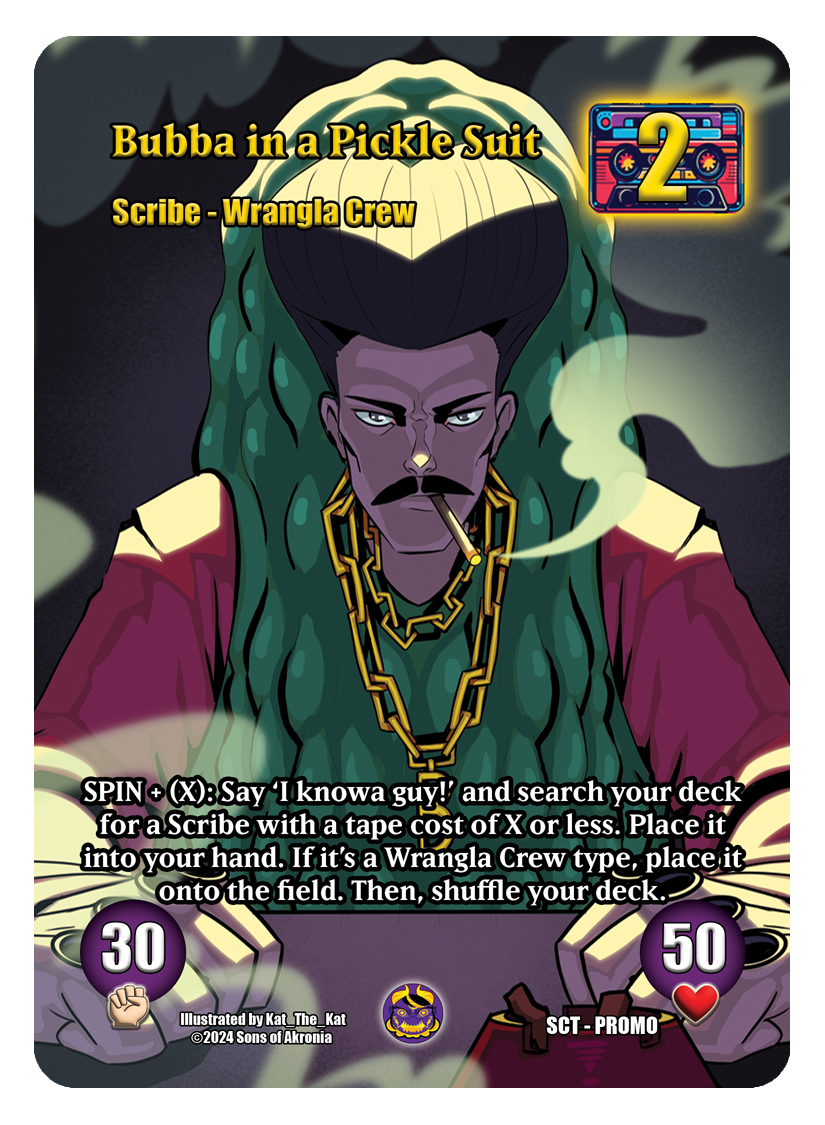 Bubba in a Pickle Suit
2
Scribe - Wrangla Crew
SPIN + (X): Say ‘I knowa guy!’ and search your deck
for a Scribe with a tape cost of X or less. Place it
into your hand. If it's a Wrangla Crew type, place it
onto the field. Then, shuffle your deck.
30
50
Illustrated by Kat_The_Kat
©2024 Sons of Akronia
SCT - PROMO